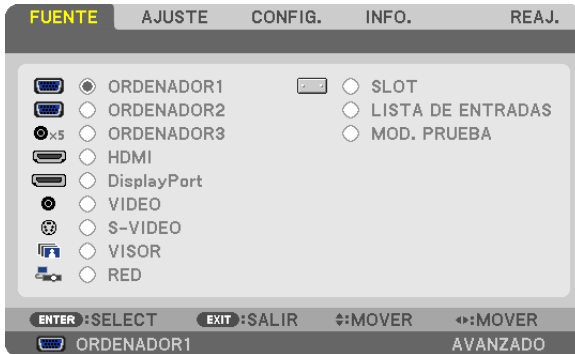 FUENTE AJUSTE CONFIG. INFO. REAJ.
ORDENADOR1
ORDENADOR2
×5 ORDENADOR3
HDMI
DisplayPort
VIDEO
S-VIDEO
VISOR
RED
SLOT
LISTA DE ENTRADAS
MOD. PRUEBA
ENTER:SELECT EXIT:SALIR :MOVER :MOVER
ORDENADOR1 AVANZADO